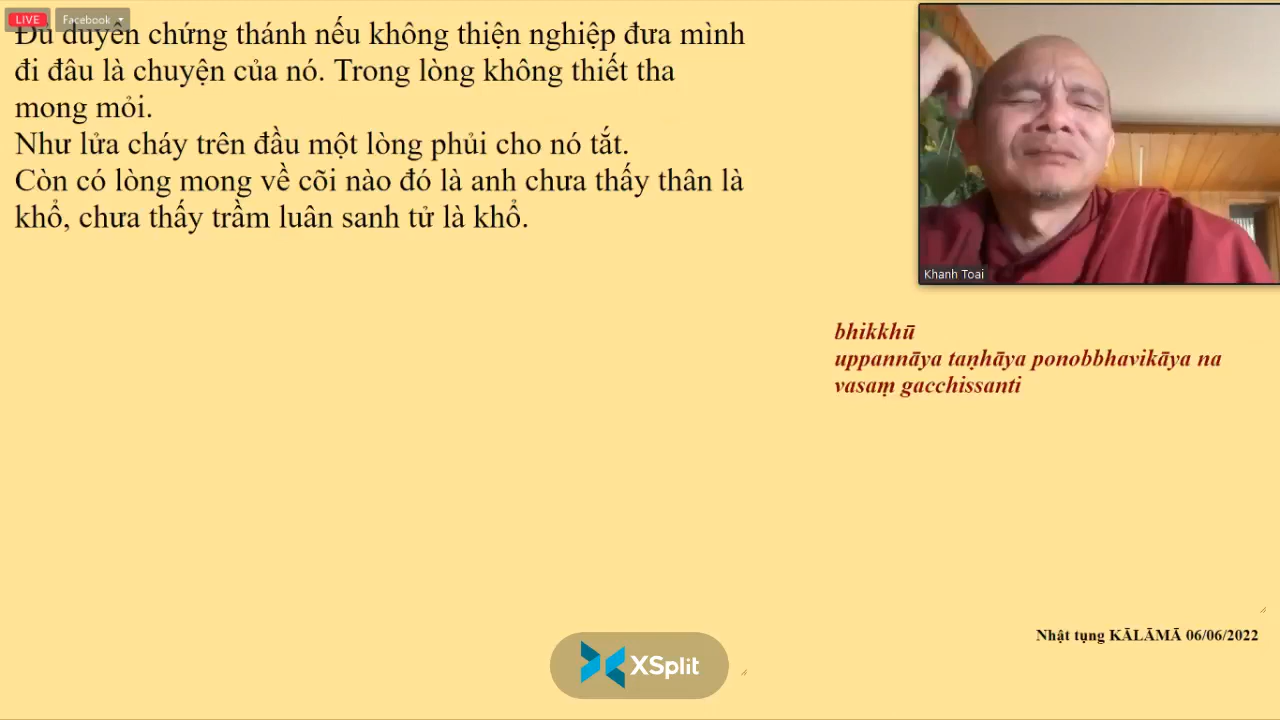 LIVE
Facebook
Đủ duyên chứng thánh nếu không thiện nghiệp đưa mình
đi đâu là chuyện của nó. Trong lòng không thiết tha
mong mỏi.
Như lửa cháy trên đầu một lòng phủi cho nó tắt.
Còn có lòng mong về cõi nào đó là anh chưa thấy thân là
khổ, chưa thấy trầm luân sanh tử là khổ.
Khanh Toai
bhikkhū
uppannāya taṇhāya ponobbhavikāya na
vasaṃ gacchissanti
Nhật tụng KĀLĀMĀ 06/06/2022
XSplit